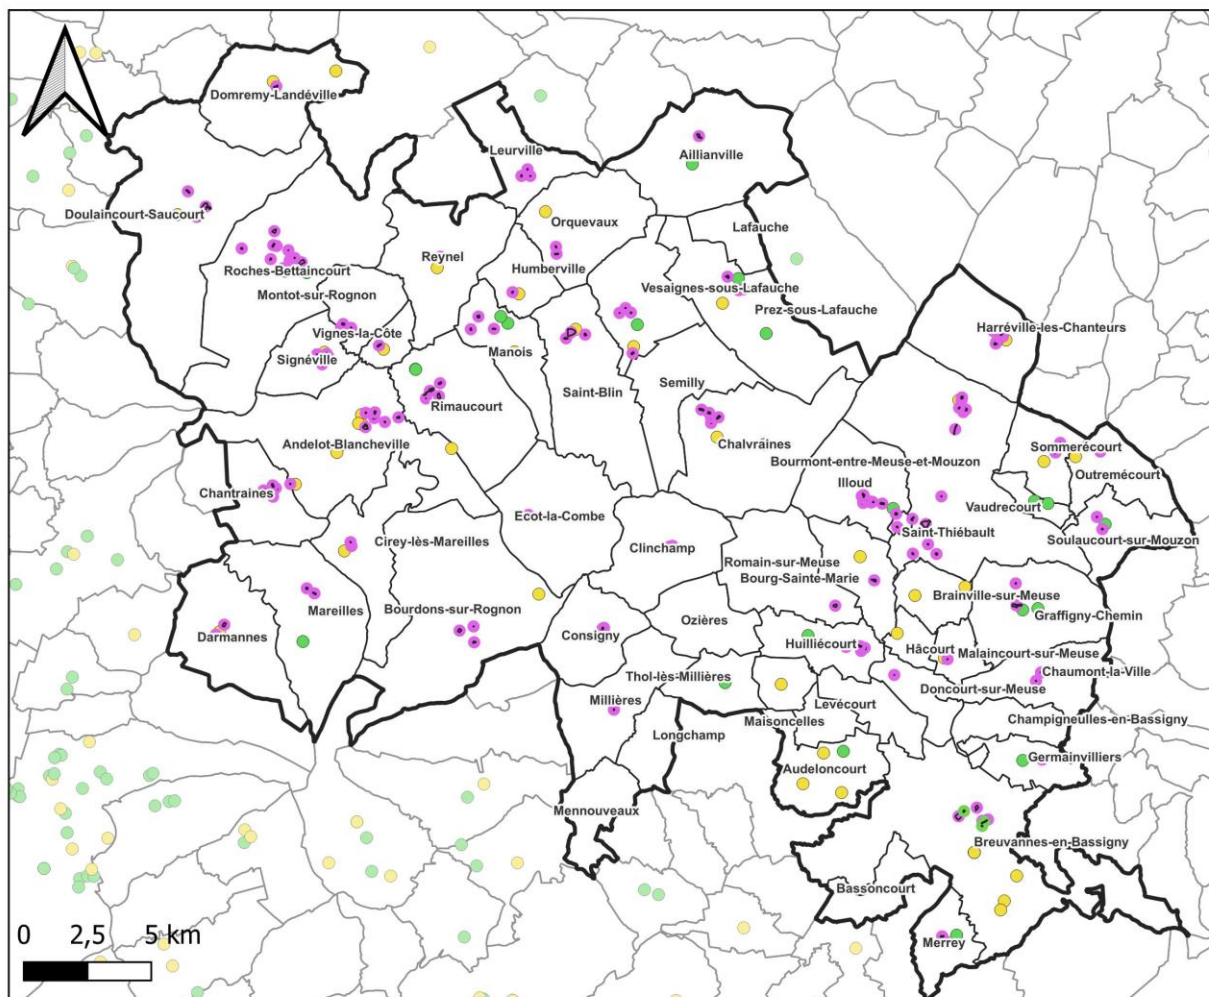 Domremy-Landéville
Leurville
Aillianville
Doulaincourt-Saucourt
Orquevaux
Lafauche
Reynel
Humberville
Roches-Bettaincourt
Vesaignes-sous-Lafauche
Montot-sur-Rognon
Prez-sous-Lafauche
Harréville-les-Chanteurs
Vignes-la-Côte
Manois
Signéville
Semilly
Saint-Blin
Rimaucourt
Andelot-Blancheville
Chalvraines
Sommerécourt
Bourmont-entre-Meuse-et-Mozon
Outremécourt
Illoud
Chantraines
Vaudrecourt
Ecot-la-Combe
Saint-Thiébault
Soulaucourt-sur-Mouzon
Cirey-lès-Mareilles
Clinchamp
Romain-sur-Meuse
Bourg-Sainte-Marie
Brainville-sur-Meuse
Mareilles
Bourdons-sur-Rognon
Graffigny-Chemin
Ozières
Darmannes
Consigny
Huilliécourt
Hâcourt
Malaincourt-sur-Meuse
Chaumont-la-Ville
Thol-lès-Millières
Doncourt-sur-Meuse
Millières
Levécourt
Maisoncelles
Champigneulles-en-Bassigny
Longchamp
Germainvilliers
Audeloncourt
Mennouveaux
Breuvannes-en-Bassigny
Bassoncourt
Merrey
0 2,5 5 km